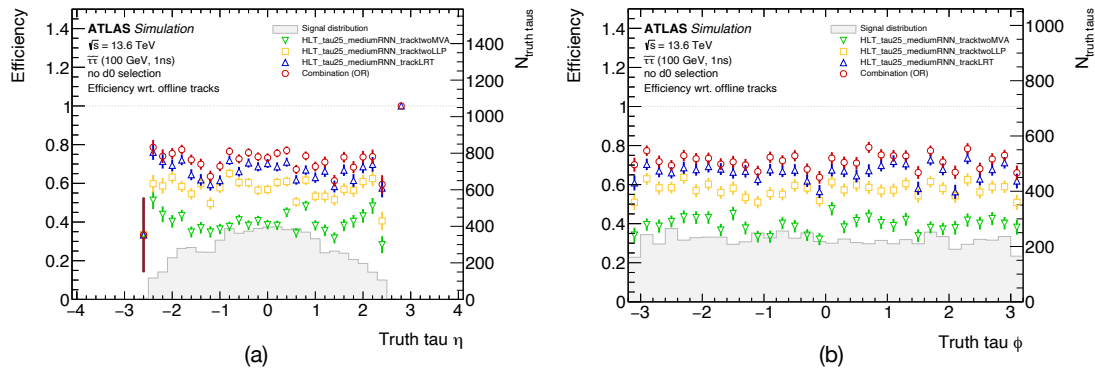 ATLAS Simulation
√s = 13.6 TeV
τ̃τ̃ (100 GeV, 1ns)
no d0 selection
Efficiency wrt. offline tracks
Signal distribution
HLT_tau25_mediumRNN_tracktwoMVA
HLT_tau25_mediumRNN_tracktwoLLP
HLT_tau25_mediumRNN_trackLRT
Combination (OR)
Efficiency
1.4
1.2
1
0.8
0.6
0.4
0.2
0
N truth taus
1400
1200
1000
800
600
400
200
0
−4 −3 −2 −1 0 1 2 3 4
Truth tau η
(a)
ATLAS Simulation
√s = 13.6 TeV
τ̃τ̃ (100 GeV, 1ns)
no d0 selection
Efficiency wrt. offline tracks
Signal distribution
HLT_tau25_mediumRNN_tracktwoMVA
HLT_tau25_mediumRNN_tracktwoLLP
HLT_tau25_mediumRNN_trackLRT
Combination (OR)
Efficiency
1.4
1.2
1
0.8
0.6
0.4
0.2
0
N truth taus
1000
800
600
400
200
0
−3 −2 −1 0 1 2 3
Truth tau ϕ
(b)